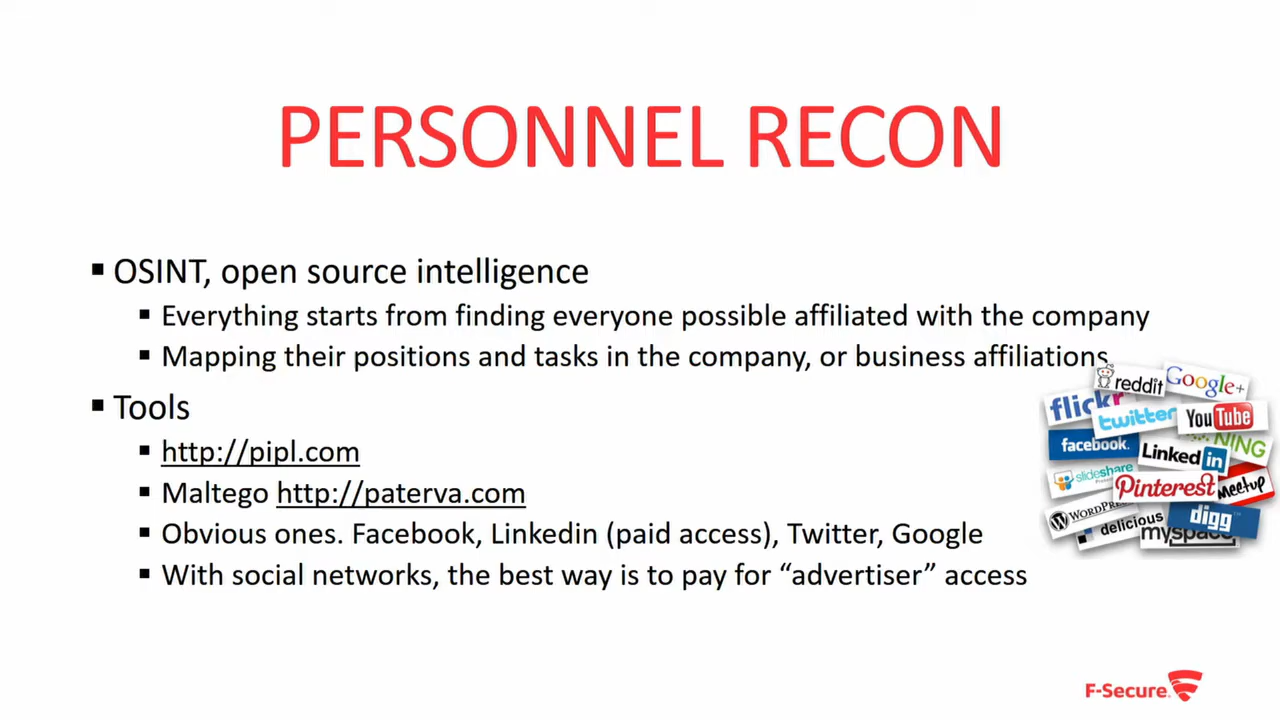 PERSONNEL RECON
OSINT, open source intelligence
Everything starts from finding everyone possible affiliated with the company
Mapping their positions and tasks in the company, or business affiliations
Tools
http://pipl.com
Maltego http://paterva.com
Obvious ones. Facebook, Linkedin (paid access), Twitter, Google
With social networks, the best way is to pay for “advertiser” access
reddit
Google+
flickr
twitter
YouTube
facebook.
Linked in
NING
slideshare
Pinterest
Meetup
WORDPRE
digg
delicious
myspace
F-Secure.